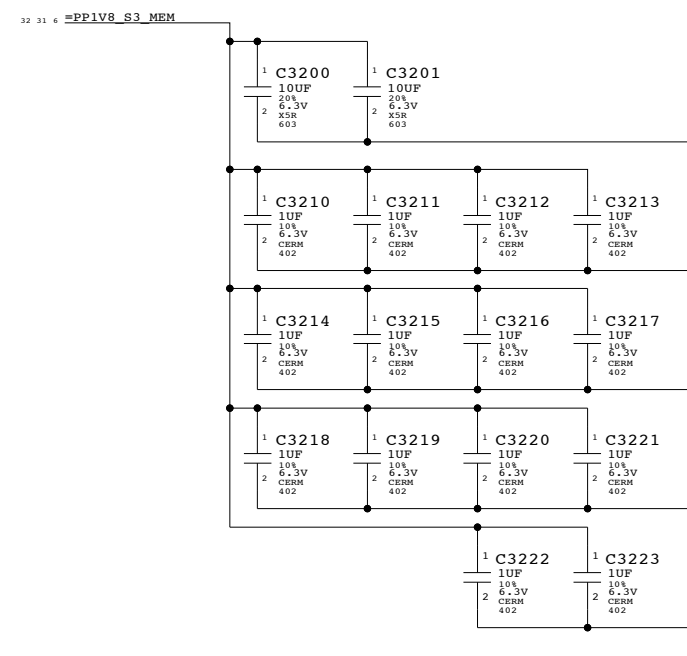 32 31 6 =PP1V8_S3_MEM
1 C3200 1 C3201
10UF 10UF
20% 20%
2 6.3V 2 6.3V
X5R X5R
603 603
1 C3210 1 C3211 1 C3212 1 C3213
1UF 1UF 1UF 1UF
10% 10% 10% 10%
2 6.3V 2 6.3V 2 6.3V 2 6.3V
CERM CERM CERM CERM
402 402 402 402
1 C3214 1 C3215 1 C3216 1 C3217
1UF 1UF 1UF 1UF
10% 10% 10% 10%
2 6.3V 2 6.3V 2 6.3V 2 6.3V
CERM CERM CERM CERM
402 402 402 402
1 C3218 1 C3219 1 C3220 1 C3221
1UF 1UF 1UF 1UF
10% 10% 10% 10%
2 6.3V 2 6.3V 2 6.3V 2 6.3V
CERM CERM CERM CERM
402 402 402 402
1 C3222 1 C3223
1UF 1UF
10% 10%
2 6.3V 2 6.3V
CERM CERM
402 402